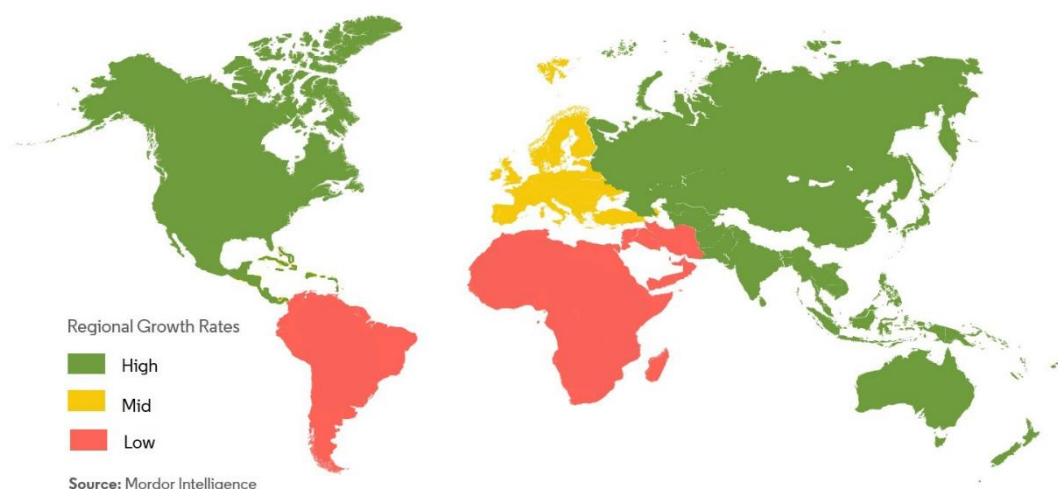 Regional Growth Rates
High
Mid
Low
Source: Mordor Intelligence